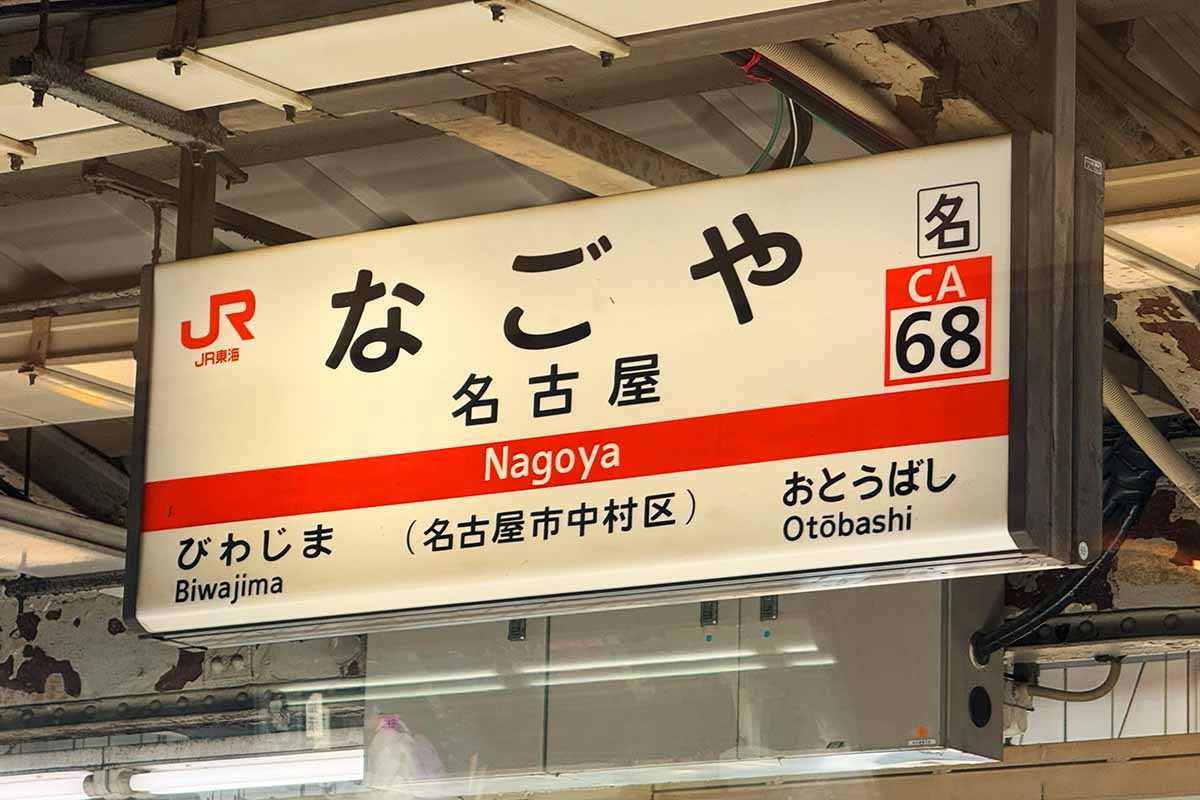 JR
JR東海
なごや
名古屋
名
CA
68
Nagoya
びわじま
Biwajima
（名古屋市中村区）
おとうばし
Otōbashi